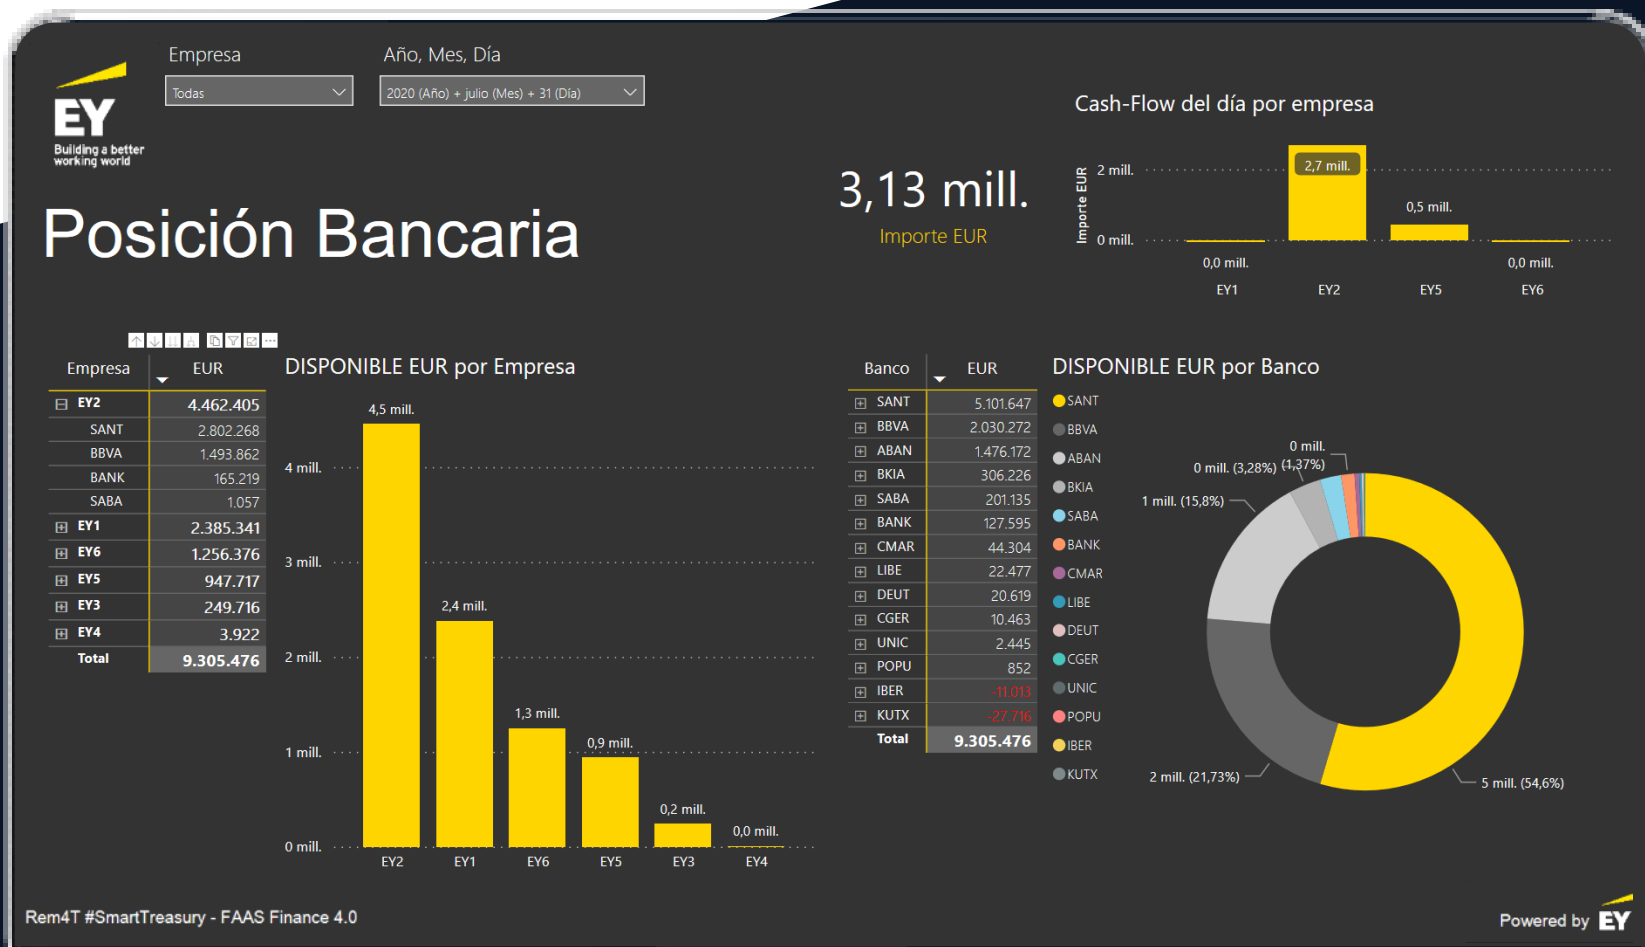 Empresa
Año, Mes, Día
Todas
2020 (Año) + julio (Mes) + 31 (Día)
EY
Building a better
working world
Posición Bancaria
3,13 mill.
Importe EUR
Cash-Flow del día por empresa
Importe EUR
2 mill.
0 mill.
2,7 mill.
0,5 mill.
0,0 mill.
0,0 mill.
EY1 EY2 EY5 EY6
Empresa EUR
EY2 4.462.405
SANT 2.802.268
BBVA 1.493.862
BANK 165.219
SABA 1.057
EY1 2.385.341
EY6 1.256.376
EY5 947.717
EY3 249.716
EY4 3.922
Total 9.305.476
DISPONIBLE EUR por Empresa
4 mill.
3 mill.
2 mill.
1 mill.
0 mill.
4,5 mill.
2,4 mill.
1,3 mill.
0,9 mill.
0,2 mill.
0,0 mill.
EY2 EY1 EY6 EY5 EY3 EY4
Banco EUR
SANT 5.101.647
BBVA 2.030.272
ABAN 1.476.172
BKIA 306.226
SABA 201.135
BANK 127.595
CMAR 44.304
LIBE 22.477
DEUT 20.619
CGER 10.463
UNIC 2.445
POPU 852
IBER -11.013
KUTX -27.716
Total 9.305.476
DISPONIBLE EUR por Banco
SANT
BBVA
ABAN
BKIA
SABA
BANK
CMAR
LIBE
DEUT
CGER
UNIC
POPU
IBER
KUTX
0 mill.
(1,37%)
0 mill. (3,28%)
1 mill. (15,8%)
2 mill. (21,73%)
5 mill. (54,6%)
Rem4T #SmartTreasury - FAAS Finance 4.0
Powered by EY